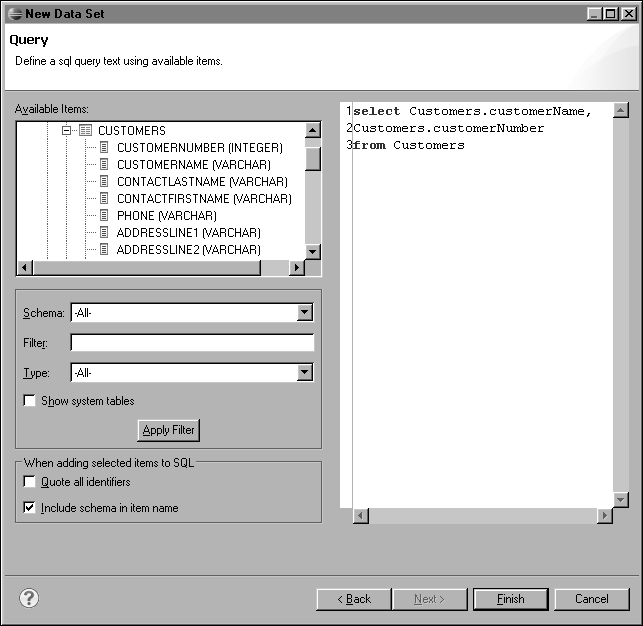 New Data Set
Query
Define a sql query text using available items.
Available Items:
CUSTOMERS
CUSTOMERNUMBER (INTEGER)
CUSTOMERNAME (VARCHAR)
CONTACTLASTNAME (VARCHAR)
CONTACTFIRSTNAME (VARCHAR)
PHONE (VARCHAR)
ADDRESSLINE1 (VARCHAR)
ADDRESSLINE2 (VARCHAR)
1select Customers.customerName,
2Customers.customerNumber
3from Customers
Schema: -All-
Filter:
Type: -All-
Show system tables
Apply Filter
When adding selected items to SQL
Quote all identifiers
Include schema in item name
? < Back Next > Finish Cancel